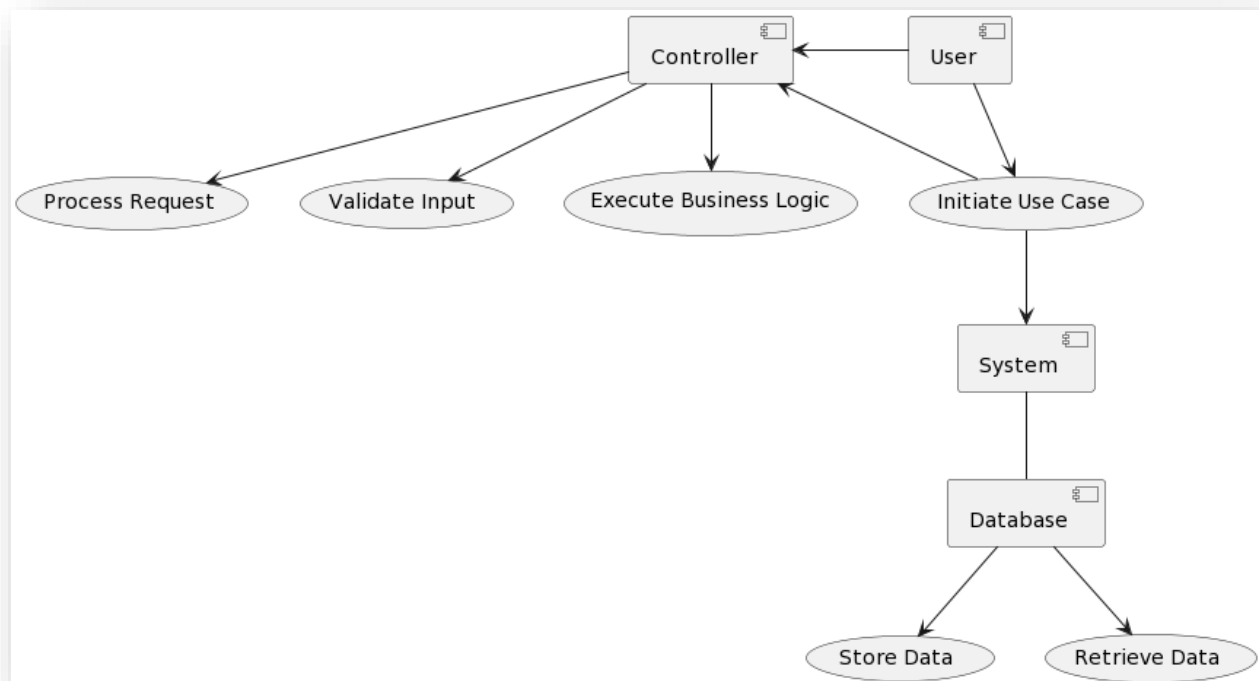 Controller
User
Process Request
Validate Input
Execute Business Logic
Initiate Use Case
System
Database
Store Data
Retrieve Data